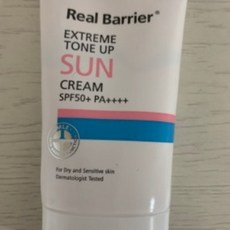 Real Barrier®
EXTREME
TONE UP
SUN
CREAM
SPF50+ PA++++
For Dry and Sensitive skin
Dermatologist Tested